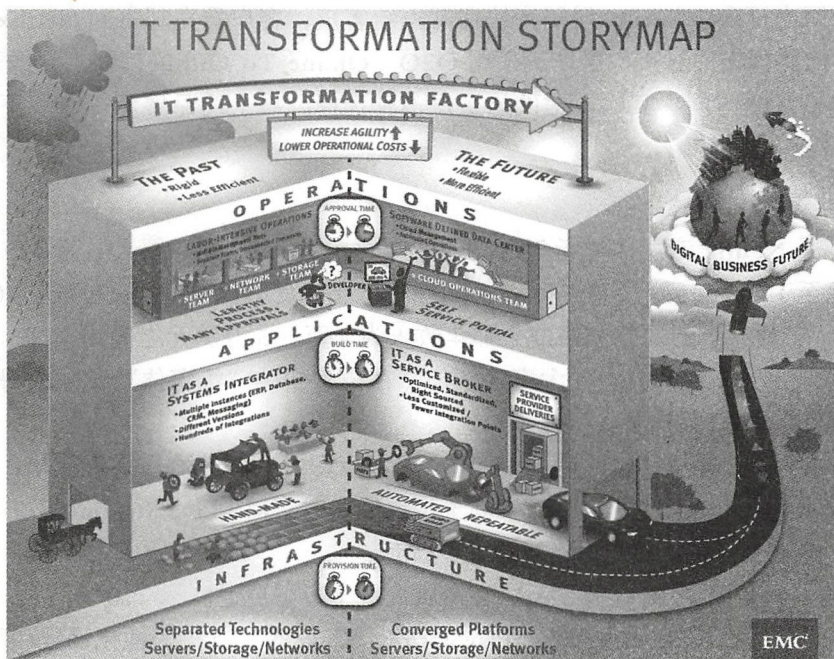 IT TRANSFORMATION STORYMAP
IT TRANSFORMATION FACTORY
INCREASE AGILITY
LOWER OPERATIONAL COSTS
THE PAST
• Rigid
• Less Efficient
THE FUTURE
• Flexible
• More Efficient
OPERATIONS
APPROVAL TIME
LABOR-INTENSIVE OPERATIONS
SOFTWARE DEFINED DATA CENTER
• Cloud Management
• Automated Operations
• SERVER TEAM
• NETWORK TEAM
• STORAGE TEAM
?
DEVELOPER
• CLOUD OPERATIONS TEAM
LENGHTY PROCESS,
MANY APPROVALS
SELF
SERVICE PORTAL
DIGITAL BUSINESS FUTURE
APPLICATIONS
BUILD TIME
IT AS A
SYSTEMS INTEGRATOR
• Multiple Instances (ERP, Database,
CRM, Messaging)
• Different Versions
• Hundreds of Integrations
IT AS A
SERVICE BROKER
• Optimized, Standardized,
Right Sourced
• Less Customized /
Fewer Integration Points
SERVICE
PROVIDER
DELIVERIES
HAND-MADE
AUTOMATED REPEATABLE
INFRASTRUCTURE
PROVISION TIME
Separated Technologies
Servers/Storage/Networks
Converged Platforms
Servers/Storage/Networks
EMC²